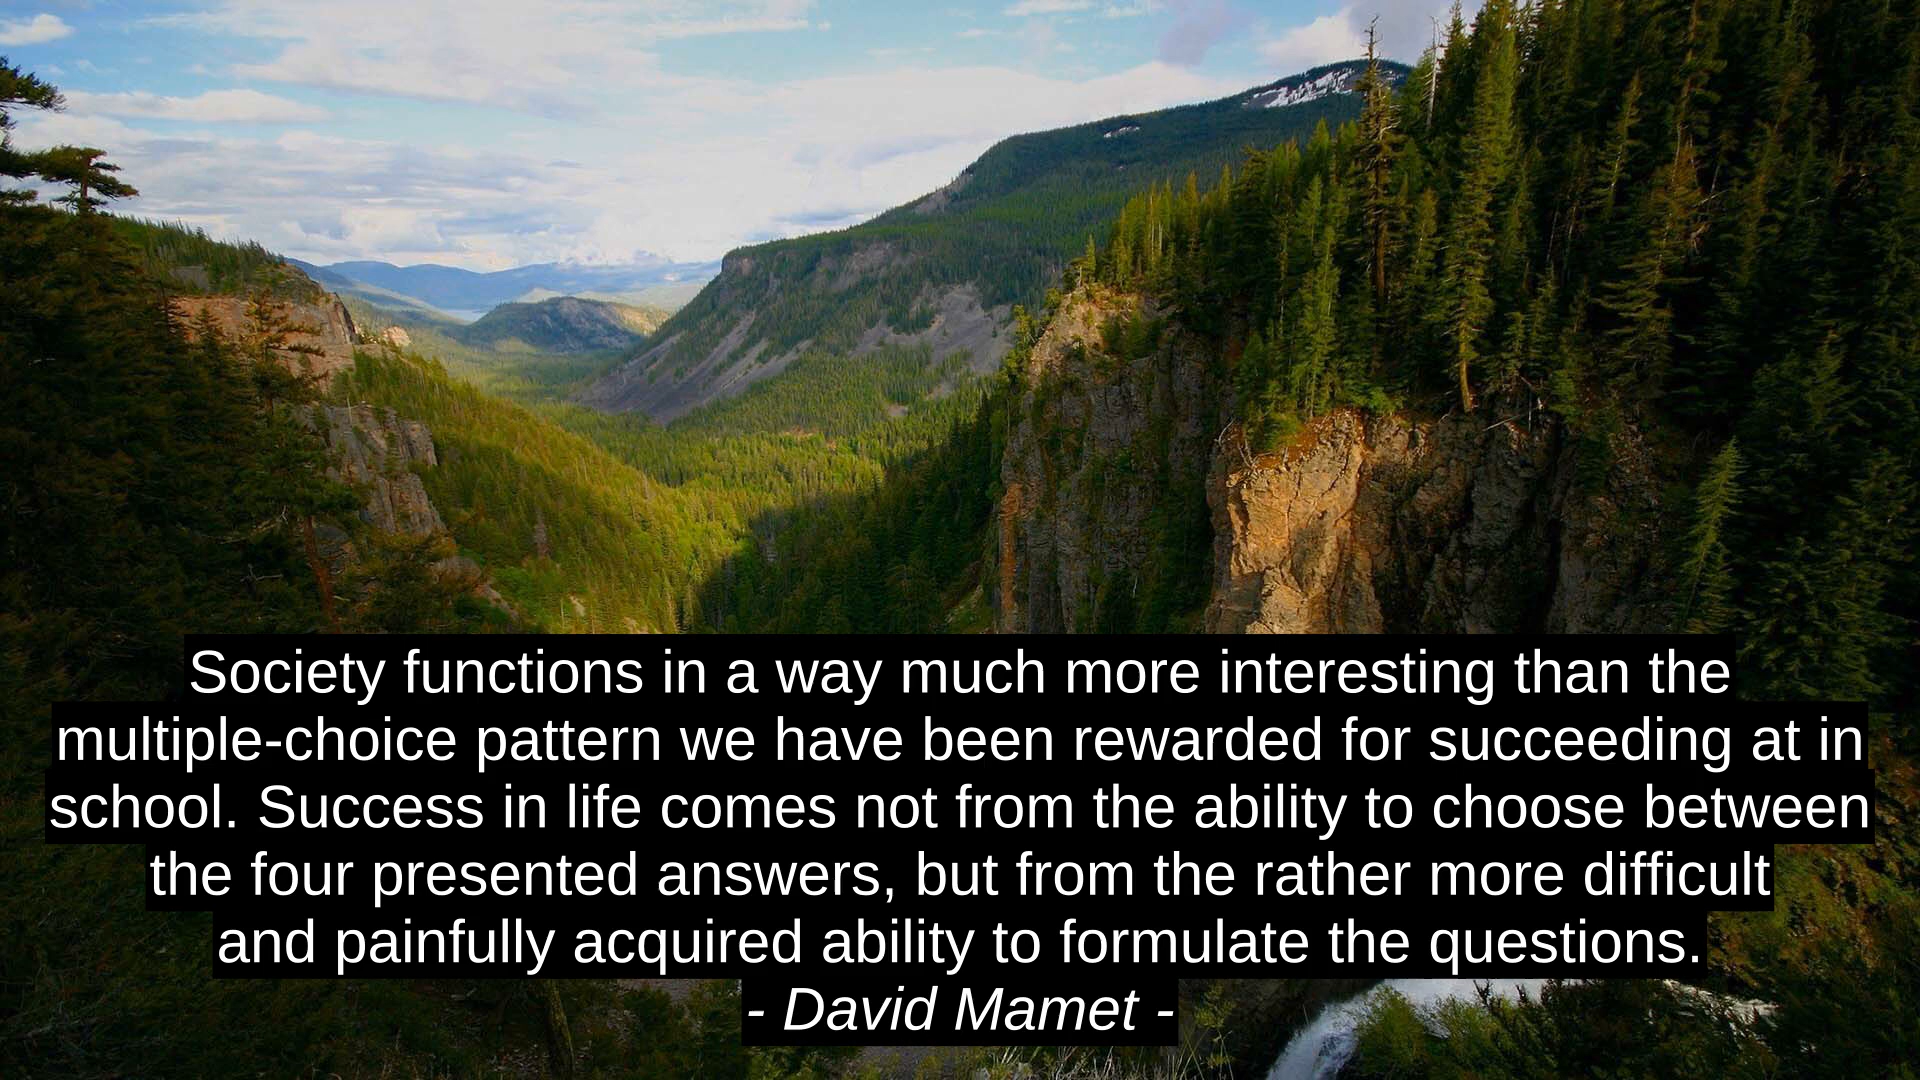 Society functions in a way much more interesting than the
multiple-choice pattern we have been rewarded for succeeding at in
school. Success in life comes not from the ability to choose between
the four presented answers, but from the rather more difficult
and painfully acquired ability to formulate the questions.
- David Mamet -